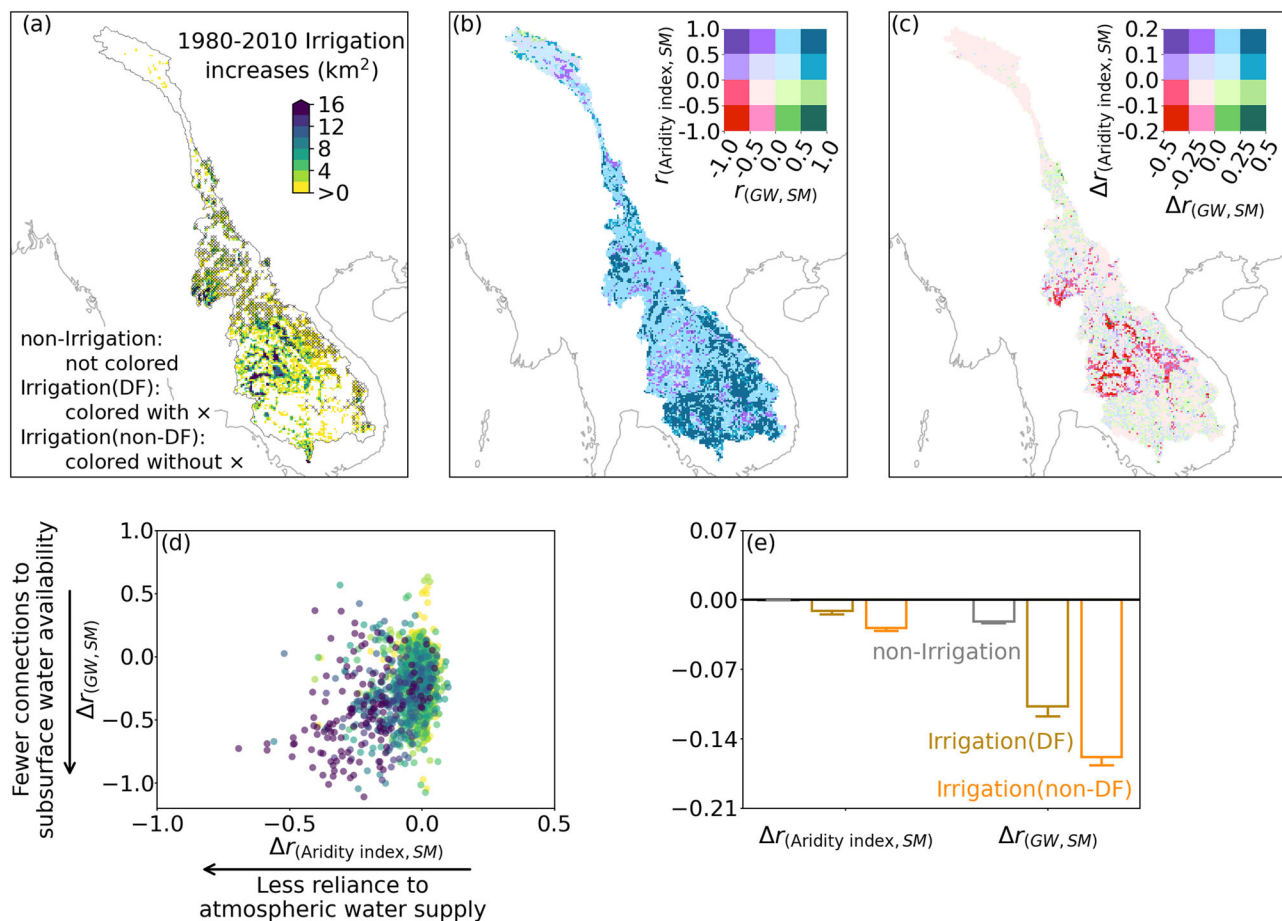 (a)
1980-2010 Irrigation
increases (km²)
16
12
8
4
>0
non-Irrigation:
not colored
Irrigation(DF):
colored with ×
Irrigation(non-DF):
colored without ×
(b)
r(Aridity index, SM)
1.0
0.5
0.0
-0.5
-1.0
-1.0
-0.5
0.0
0.5
1.0
r(GW, SM)
(c)
Δr(Aridity index, SM)
0.2
0.1
0.0
-0.1
-0.2
-0.5
-0.25
0.0
0.25
0.5
Δr(GW, SM)
(d)
Fewer connections to
subsurface water availability
Δr(GW, SM)
1.0
0.5
0.0
−0.5
−1.0
−1.0
−0.5
0.0
0.5
Δr(Aridity index, SM)
Less reliance to
atmospheric water supply
(e)
0.07
0.00
−0.07
−0.14
−0.21
non-Irrigation
Irrigation(DF)
Irrigation(non-DF)
Δr(Aridity index, SM)
Δr(GW, SM)